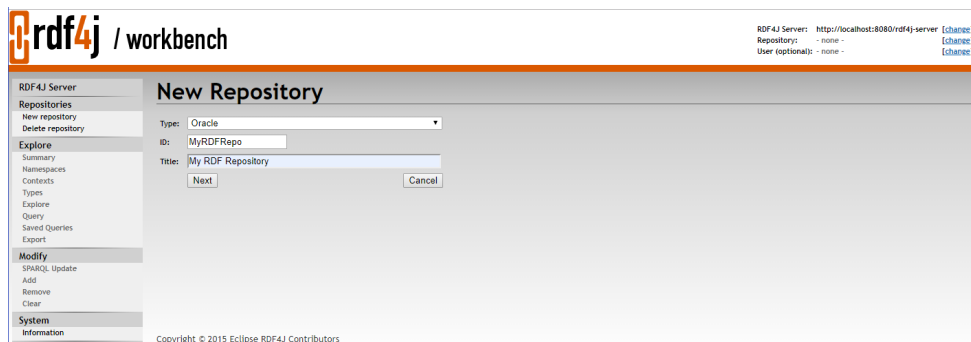 rdf4j / workbench
RDF4J Server: http://localhost:8080/rdf4j-server [change
Repository: - none - [change
User (optional): - none - [change
RDF4J Server
Repositories
New repository
Delete repository
Explore
Summary
Namespaces
Contexts
Types
Explore
Query
Saved Queries
Export
Modify
SPARQL Update
Add
Remove
Clear
System
Information
New Repository
Type: Oracle
ID: MyRDFRepo
Title: My RDF Repository
Next Cancel
Copyright © 2015 Eclipse RDF4J Contributors